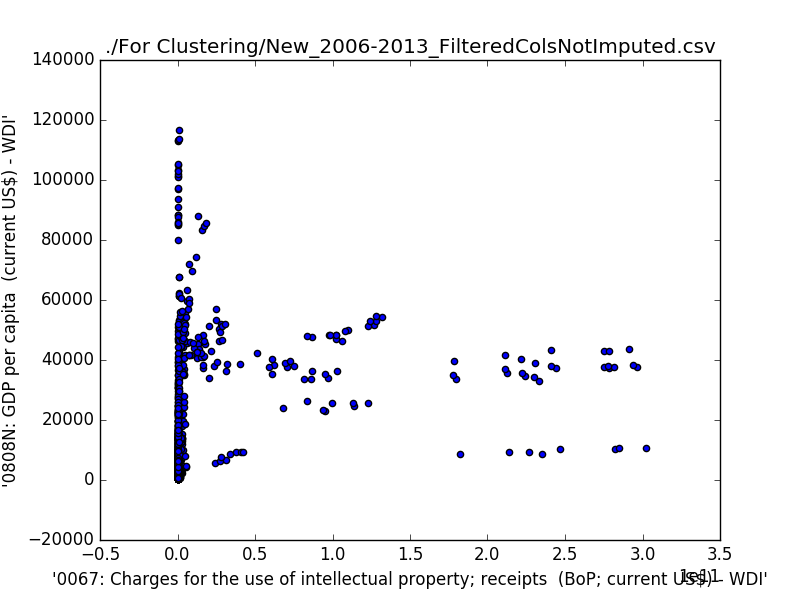 ./For Clustering/New_2006-2013_FilteredColsNotImputed.csv
140000
120000
100000
80000
60000
40000
20000
0
−20000
'0808N: GDP per capita  (current US$) - WDI'
−0.5 0.0 0.5 1.0 1.5 2.0 2.5 3.0 3.5
1e11
'0067: Charges for the use of intellectual property; receipts  (BoP; current US$) - WDI'